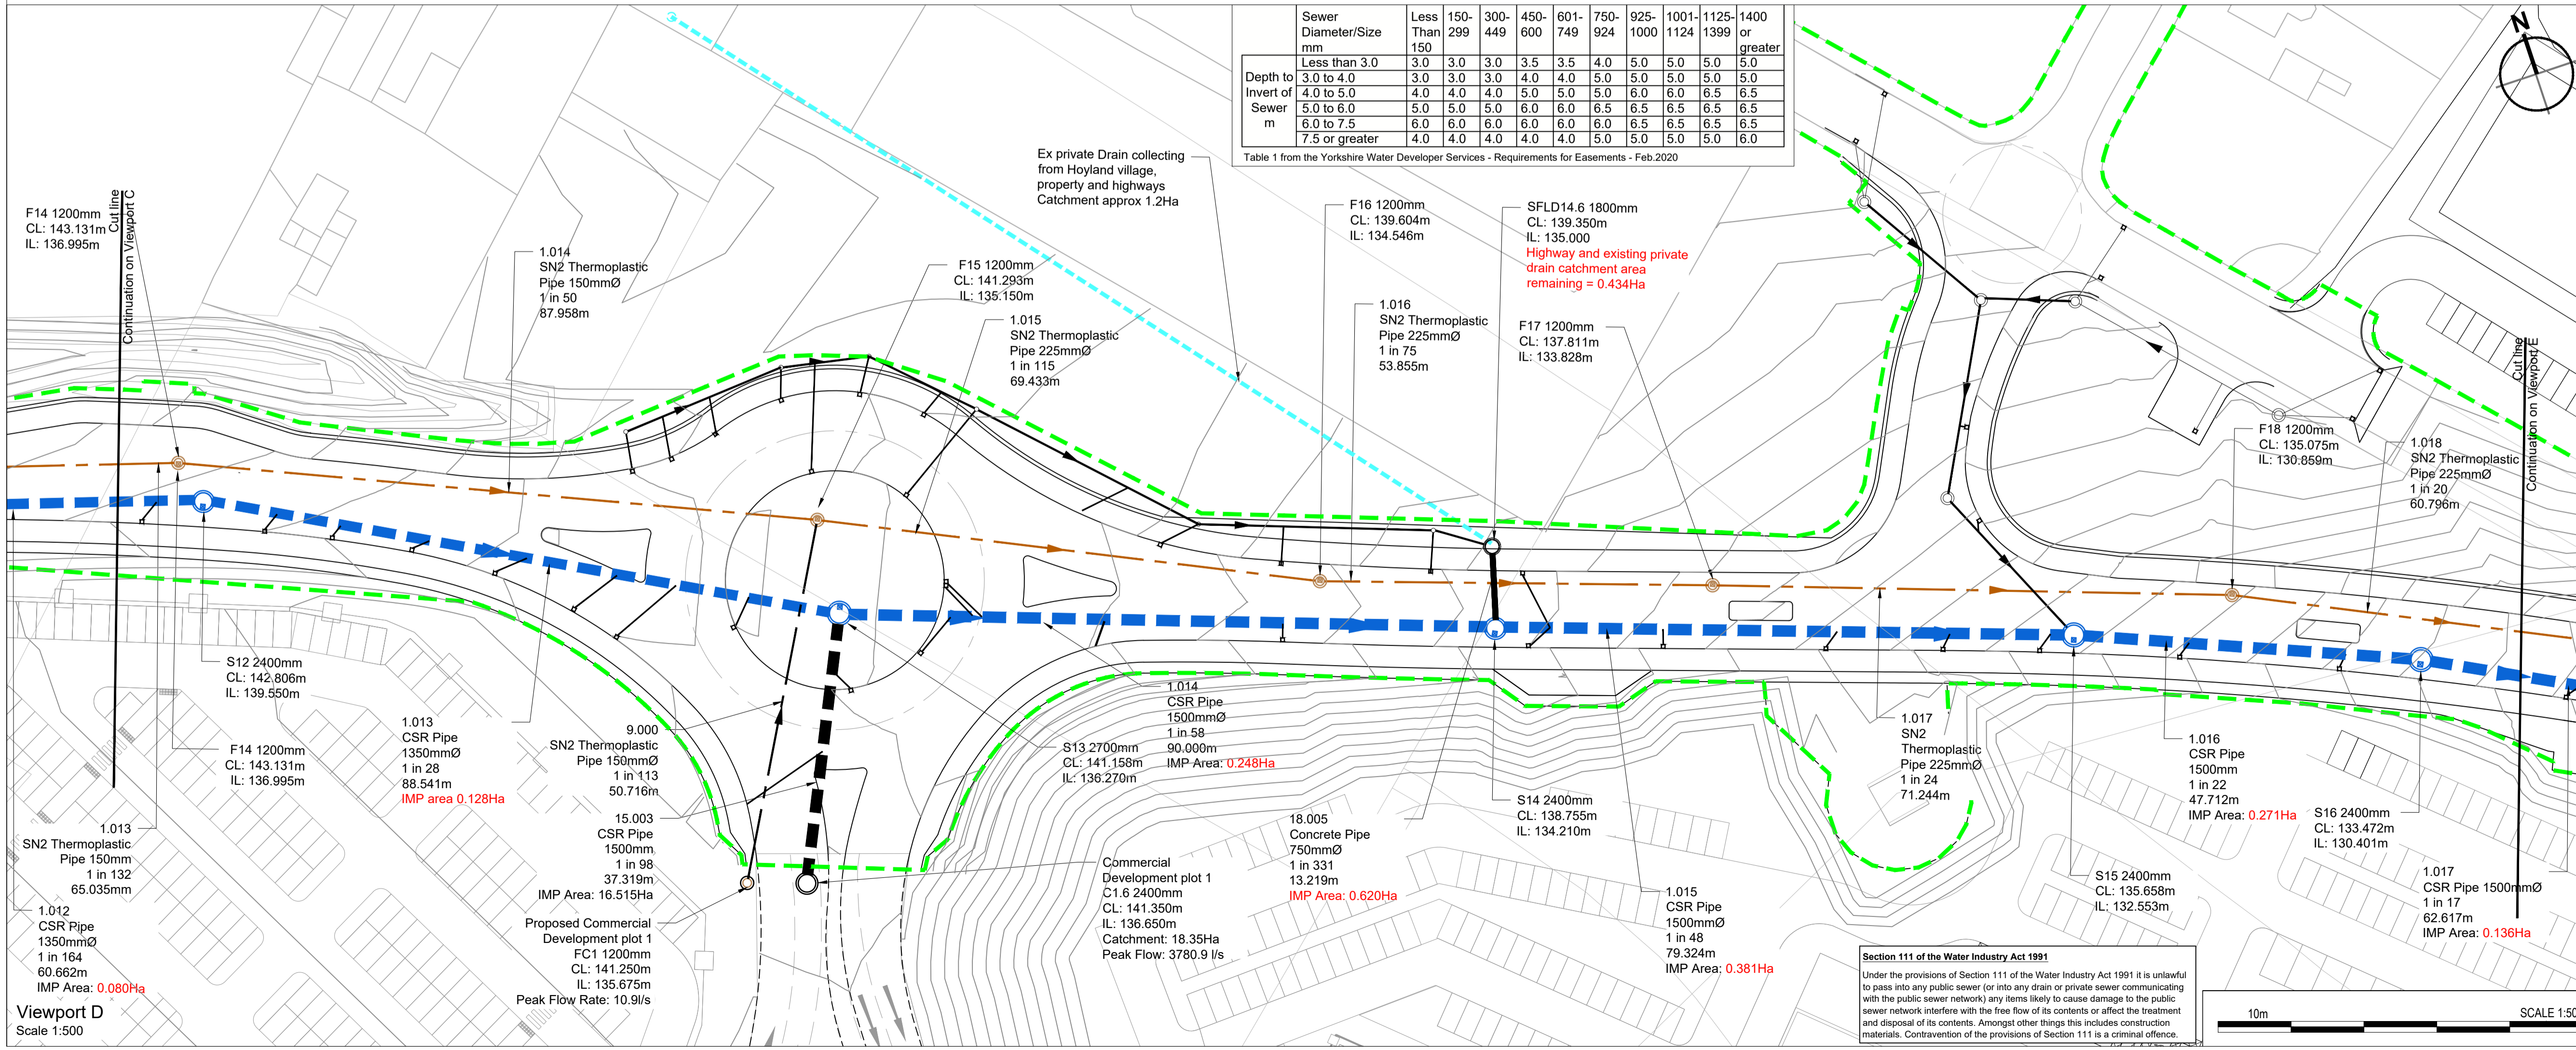 Sewer Diameter/Size mm Less Than 150 150-299 300-449 450-600 601-749 750-924 925-1000 1001-1124 1125-1399 1400 or greater
Depth to Invert of Sewer m
Less than 3.0 3.0 3.0 3.0 3.5 3.5 4.0 5.0 5.0 5.0 5.0
3.0 to 4.0 3.0 3.0 3.0 4.0 4.0 5.0 5.0 5.0 5.0 5.0
4.0 to 5.0 4.0 4.0 4.0 5.0 5.0 5.0 6.0 6.0 6.5 6.5
5.0 to 6.0 5.0 5.0 5.0 6.0 6.0 6.5 6.5 6.5 6.5 6.5
6.0 to 7.5 6.0 6.0 6.0 6.0 6.0 6.0 6.5 6.5 6.5 6.5
7.5 or greater 4.0 4.0 4.0 4.0 4.0 5.0 5.0 5.0 5.0 6.0
Table 1 from the Yorkshire Water Developer Services - Requirements for Easements - Feb.2020
N
3
Ex private Drain collecting
from Hoyland village,
property and highways
Catchment approx 1.2Ha
F14 1200mm
CL: 143.131m
IL: 136.995m
Cut line
Continuation on Viewport C
1.014
SN2 Thermoplastic
Pipe 150mmØ
1 in 50
87.958m
F15 1200mm
CL: 141.293m
IL: 135.150m
1.015
SN2 Thermoplastic
Pipe 225mmØ
1 in 115
69.433m
F16 1200mm
CL: 139.604m
IL: 134.546m
SFLD14.6 1800mm
CL: 139.350m
IL: 135.000
Highway and existing private
drain catchment area
remaining = 0.434Ha
1.016
SN2 Thermoplastic
Pipe 225mmØ
1 in 75
53.855m
F17 1200mm
CL: 137.811m
IL: 133.828m
F18 1200mm
CL: 135.075m
IL: 130.859m
1.018
SN2 Thermoplastic
Pipe 225mmØ
1 in 20
60.796m
Cut line
Continuation on Viewport E
S12 2400mm
CL: 142.806m
IL: 139.550m
F14 1200mm
CL: 143.131m
IL: 136.995m
1.013
SN2 Thermoplastic
Pipe 150mm
1 in 132
65.035mm
1.012
CSR Pipe
1350mmØ
1 in 164
60.662m
IMP Area: 0.080Ha
1.013
CSR Pipe
1350mmØ
1 in 28
88.541m
IMP area 0.128Ha
9.000
SN2 Thermoplastic
Pipe 150mmØ
1 in 113
50.716m
15.003
CSR Pipe
1500mm
1 in 98
37.319m
IMP Area: 16.515Ha
Proposed Commercial
Development plot 1
FC1 1200mm
CL: 141.250m
IL: 135.675m
Peak Flow Rate: 10.9l/s
S13 2700mm
CL: 141.158m
IL: 136.270m
1.014
CSR Pipe
1500mmØ
1 in 58
90.000m
IMP Area: 0.248Ha
Commercial
Development plot 1
C1.6 2400mm
CL: 141.350m
IL: 136.650m
Catchment: 18.35Ha
Peak Flow: 3780.9 l/s
18.005
Concrete Pipe
750mmØ
1 in 331
13.219m
IMP Area: 0.620Ha
S14 2400mm
CL: 138.755m
IL: 134.210m
1.015
CSR Pipe
1500mmØ
1 in 48
79.324m
IMP Area: 0.381Ha
1.017
SN2
Thermoplastic
Pipe 225mmØ
1 in 24
71.244m
S15 2400mm
CL: 135.658m
IL: 132.553m
1.016
CSR Pipe
1500mm
1 in 22
47.712m
IMP Area: 0.271Ha
S16 2400mm
CL: 133.472m
IL: 130.401m
1.017
CSR Pipe 1500mmØ
1 in 17
62.617m
IMP Area: 0.136Ha
Section 111 of the Water Industry Act 1991
Under the provisions of Section 111 of the Water Industry Act 1991 it is unlawful
to pass into any public sewer (or into any drain or private sewer communicating
with the public sewer network) any items likely to cause damage to the public
sewer network interfere with the free flow of its contents or affect the treatment
and disposal of its contents. Amongst other things this includes construction
materials. Contravention of the provisions of Section 111 is a criminal offence.
10m
SCALE 1:50
Viewport D
Scale 1:500